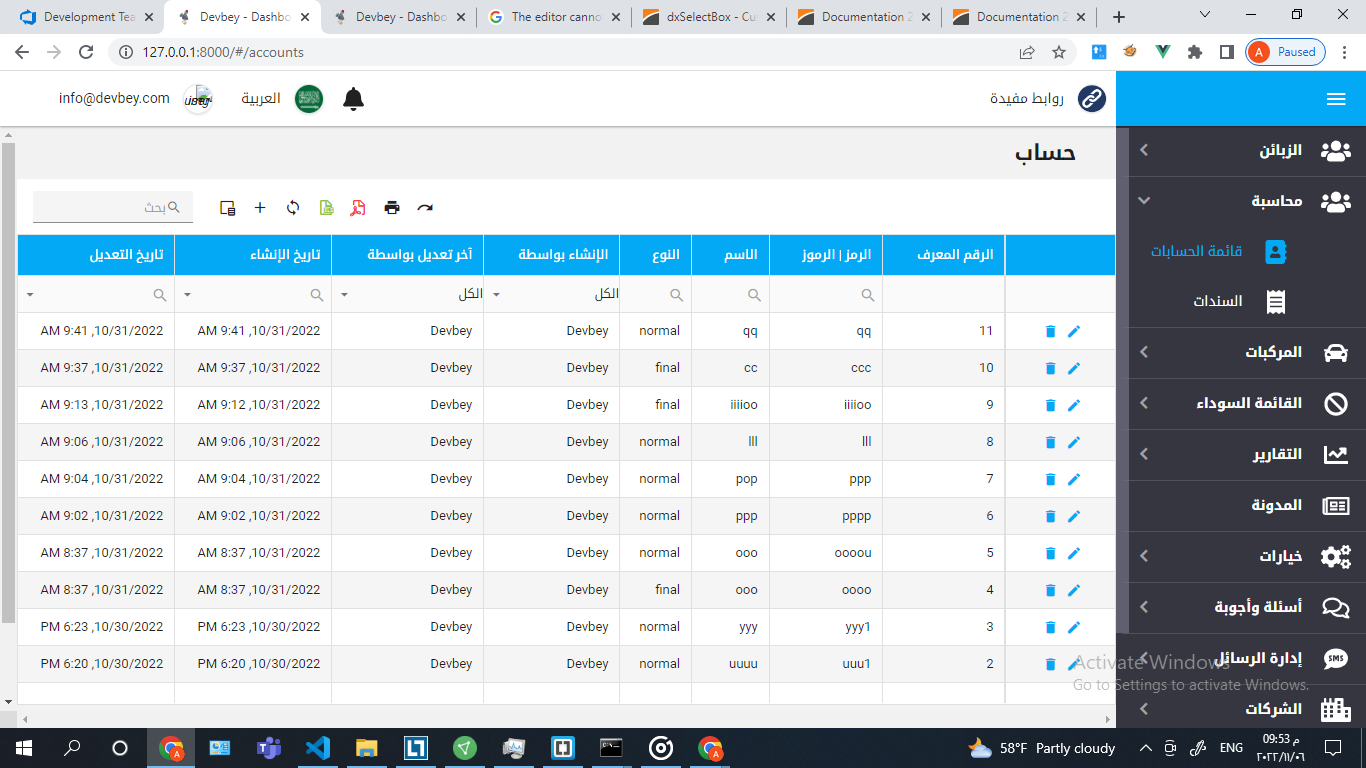 Development Tea
Devbey - Dashbo
Devbey - Dashbo
The editor canno
dxSelectBox - Cu
Documentation 2
Documentation 2
127.0.0.1:8000/#/accounts
A Paused
روابط مفيدة
العربية
info@devbey.com
حساب
بحث
الرقم المعرف الرمز | الرموز الاسم النوع الإنشاء بواسطة آخر تعديل بواسطة تاريخ الإنشاء تاريخ التعديل
الكل الكل
11 qq qq normal Devbey Devbey 10/31/2022, 9:41 AM 10/31/2022, 9:41 AM
10 ccc cc final Devbey Devbey 10/31/2022, 9:37 AM 10/31/2022, 9:37 AM
9 iiiioo iiiioo final Devbey Devbey 10/31/2022, 9:12 AM 10/31/2022, 9:13 AM
8 lll lll normal Devbey Devbey 10/31/2022, 9:06 AM 10/31/2022, 9:06 AM
7 ppp pop normal Devbey Devbey 10/31/2022, 9:04 AM 10/31/2022, 9:04 AM
6 pppp ppp normal Devbey Devbey 10/31/2022, 9:02 AM 10/31/2022, 9:02 AM
5 oooou ooo normal Devbey Devbey 10/31/2022, 8:37 AM 10/31/2022, 8:37 AM
4 oooo ooo final Devbey Devbey 10/31/2022, 8:37 AM 10/31/2022, 8:37 AM
3 yyy1 yyy normal Devbey Devbey 10/30/2022, 6:23 PM 10/30/2022, 6:23 PM
2 uuu1 uuuu normal Devbey Devbey 10/30/2022, 6:20 PM 10/30/2022, 6:20 PM
الزبائن
محاسبة
قائمة الحسابات
السندات
المركبات
القائمة السوداء
التقارير
المدونة
خيارات
أسئلة وأجوبة
إدارة الرسائل
SMS
الشركات
Activate Windows
Go to Settings to activate Windows.
58°F Partly cloudy
ENG
09:53 م
٢٠٢٢/١١/٠٦